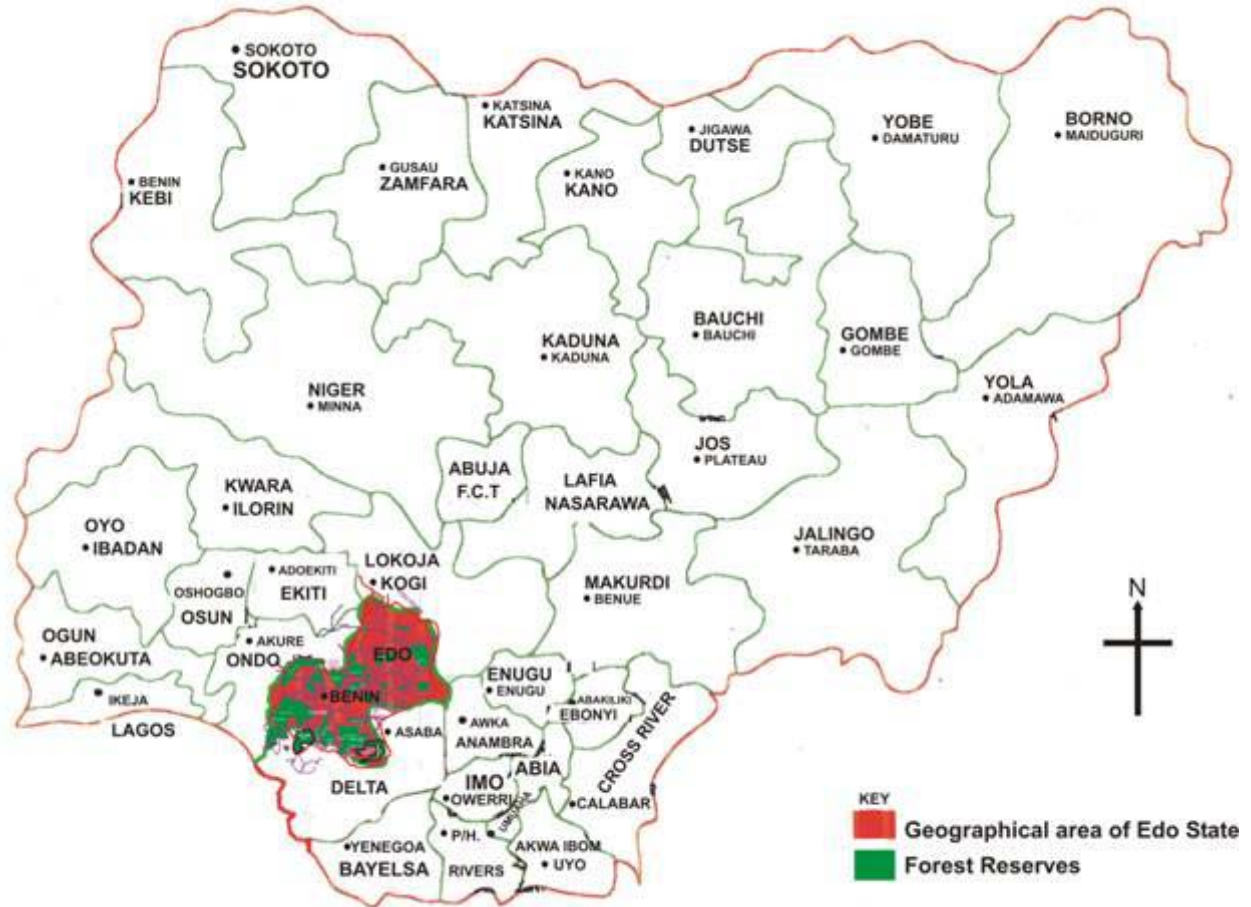 SOKOTO
SOKOTO
KATSINA
KATSINA
JIGAWA
DUTSE
YOBE
DAMATURU
BORNO
MAIDUGURI
BENIN
KEBI
GUSAU
ZAMFARA
KANO
KANO
BAUCHI
BAUCHI
GOMBE
GOMBE
KADUNA
KADUNA
YOLA
ADAMAWA
NIGER
MINNA
JOS
PLATEAU
ABUJA
F.C.T
LAFIA
NASARAWA
KWARA
ILORIN
OYO
IBADAN
JALINGO
TARABA
LOKOJA
KOGI
ADOEKITI
EKITI
OSHOGBO
OSUN
MAKURDI
BENUE
N
OGUN
ABEOKUTA
AKURE
ONDO
EDO
BENIN
ENUGU
ENUGU
ABAKILIKI
EBONYI
CROSS RIVER
IKEJA
LAGOS
ASABA
AWKA
ANAMBRA
DELTA
IMO
OWERRI
ABIA
UMUAHIA
CALABAR
YENEGOA
BAYELSA
P/H.
RIVERS
AKWA IBOM
UYO
KEY
Geographical area of Edo State
Forest Reserves